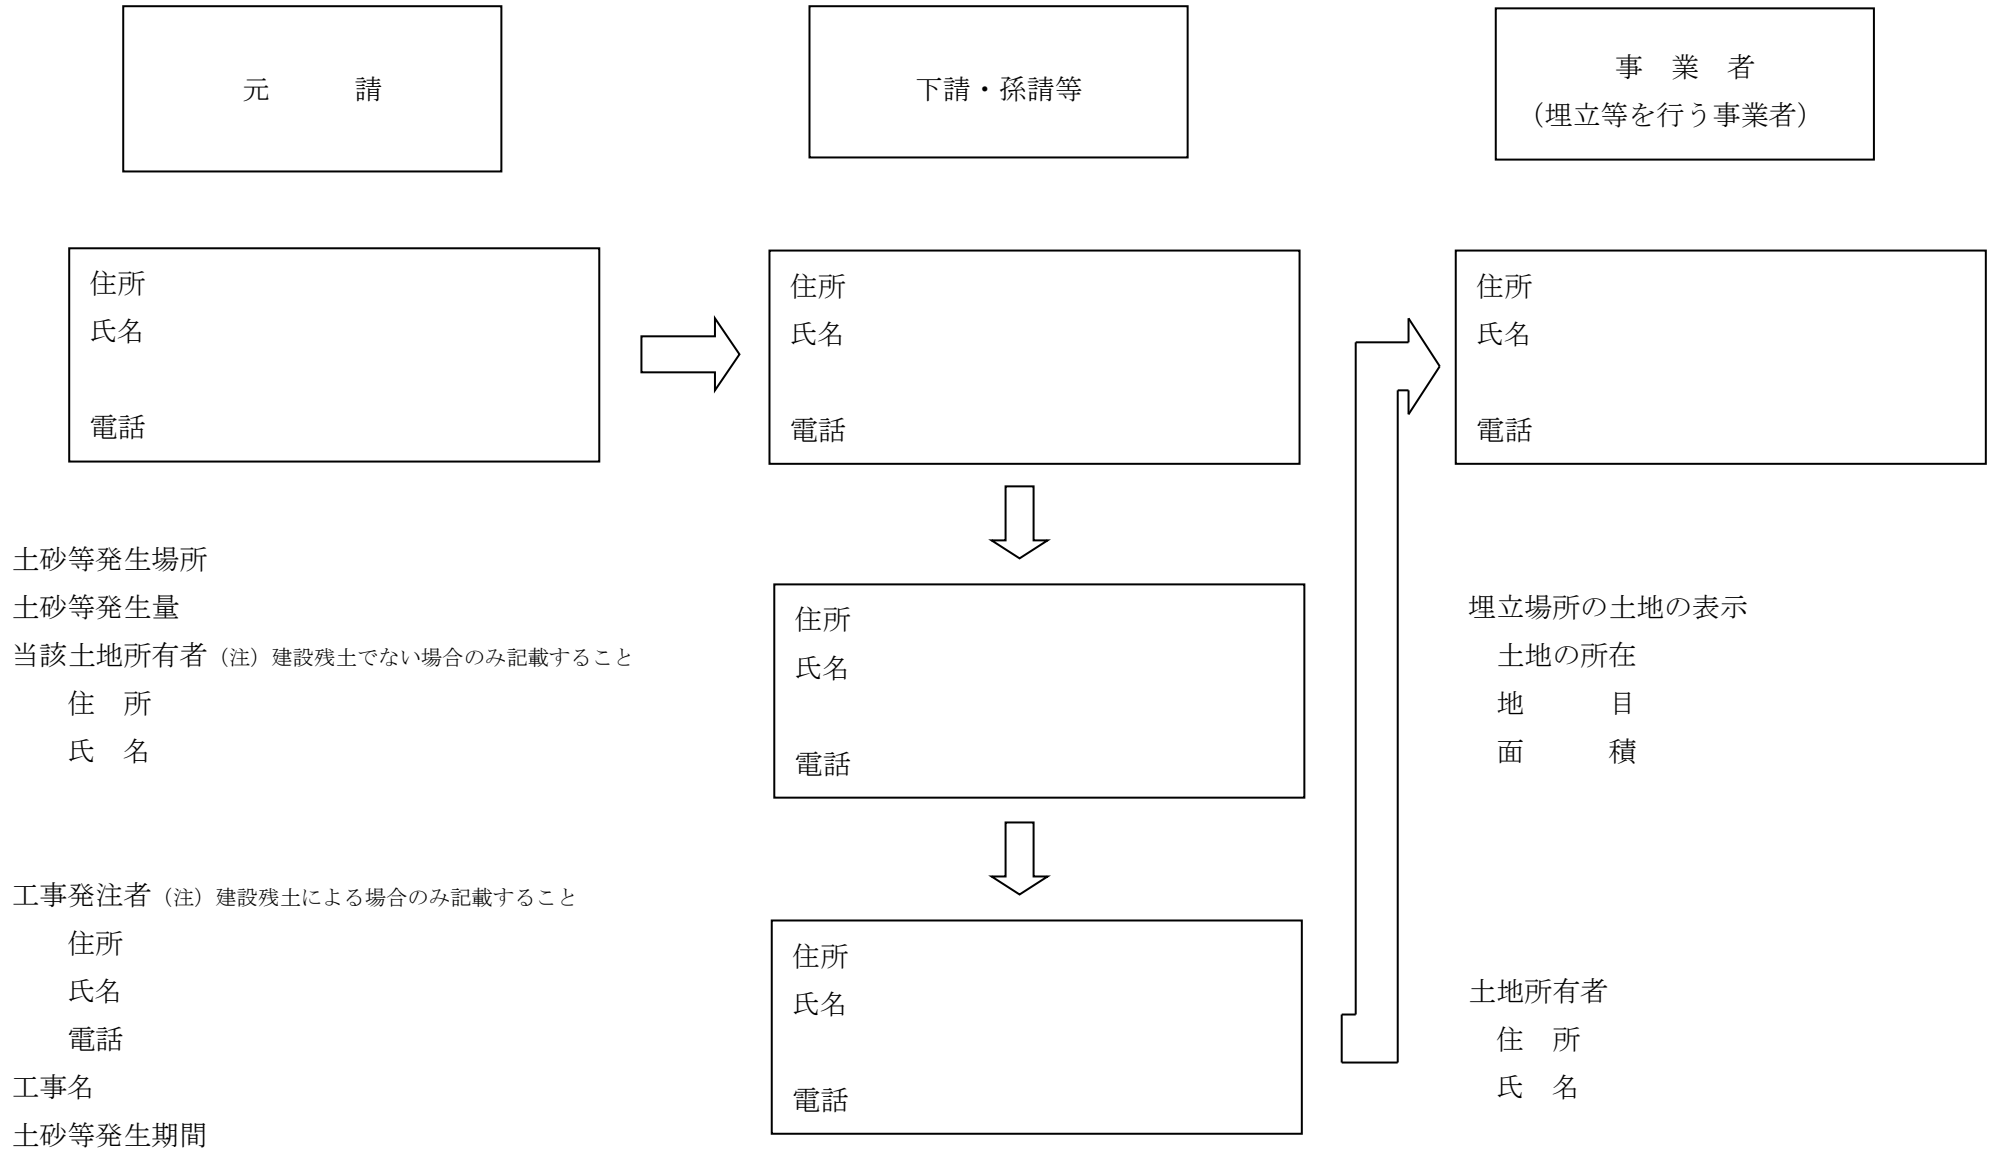 元　　　請
下請・孫請等
事　業　者
（埋立等を行う事業者）
住所
氏名
電話
住所
氏名
電話
住所
氏名
電話
土砂等発生場所
土砂等発生量
当該土地所有者（注）建設残土でない場合のみ記載すること
住　所
氏　名
工事発注者（注）建設残土による場合のみ記載すること
住所
氏名
電話
工事名
土砂等発生期間
住所
氏名
電話
住所
氏名
電話
埋立場所の土地の表示
土地の所在
地　　　目
面　　　積
土地所有者
住　所
氏　名